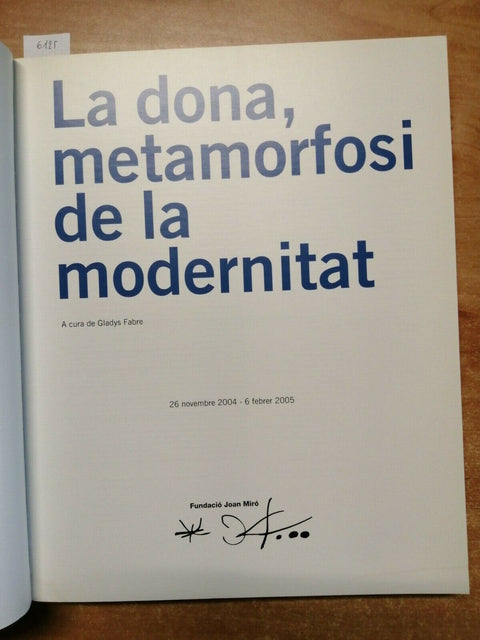 6125
La dona,
metamorfosi
de la
modernitat
A cura de Gladys Fabre
26 novembre 2004 - 6 febrer 2005
Fundació Joan Miró